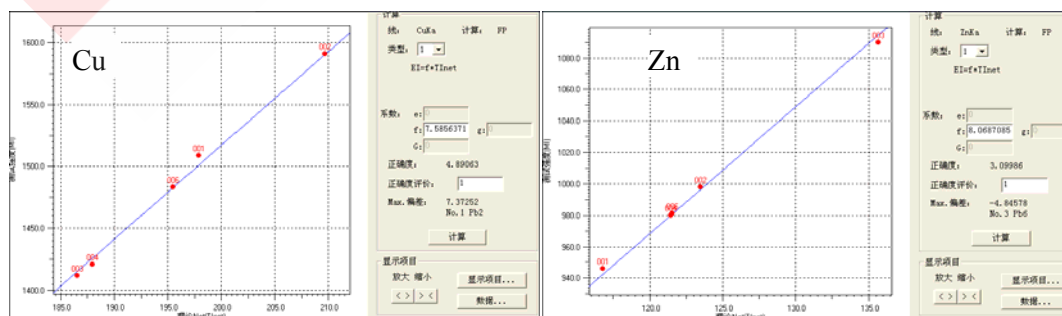 Cu
1600.0
1550.0
1500.0
1450.0
1400.0
002
001
005
004
003
185.0
190.0
195.0
200.0
205.0
210.0
计算
线: CuKa 计算: FP
类型: 1
EI=f*TInet
系数: e: 0
f: 7.5856371 g: 0
G: 0
正确度: 4.89063
正确度评价: 1
Max.偏差: 7.37252
No.1 Pb2
计算
显示项目
放大 缩小
< > > <
显示项目...
数据...
Zn
1080.0
1060.0
1040.0
1020.0
1000.0
980.0
960.0
940.0
003
002
001
120.0
125.0
130.0
135.0
计算
线: ZnKa 计算: FP
类型: 1
EI=f*TInet
系数: e: 0
f: 8.0687085 g: 0
G: 0
正确度: 3.09986
正确度评价: 1
Max.偏差: -4.84578
No.3 Pb6
计算
显示项目
放大 缩小
< > > <
显示项目...
数据...